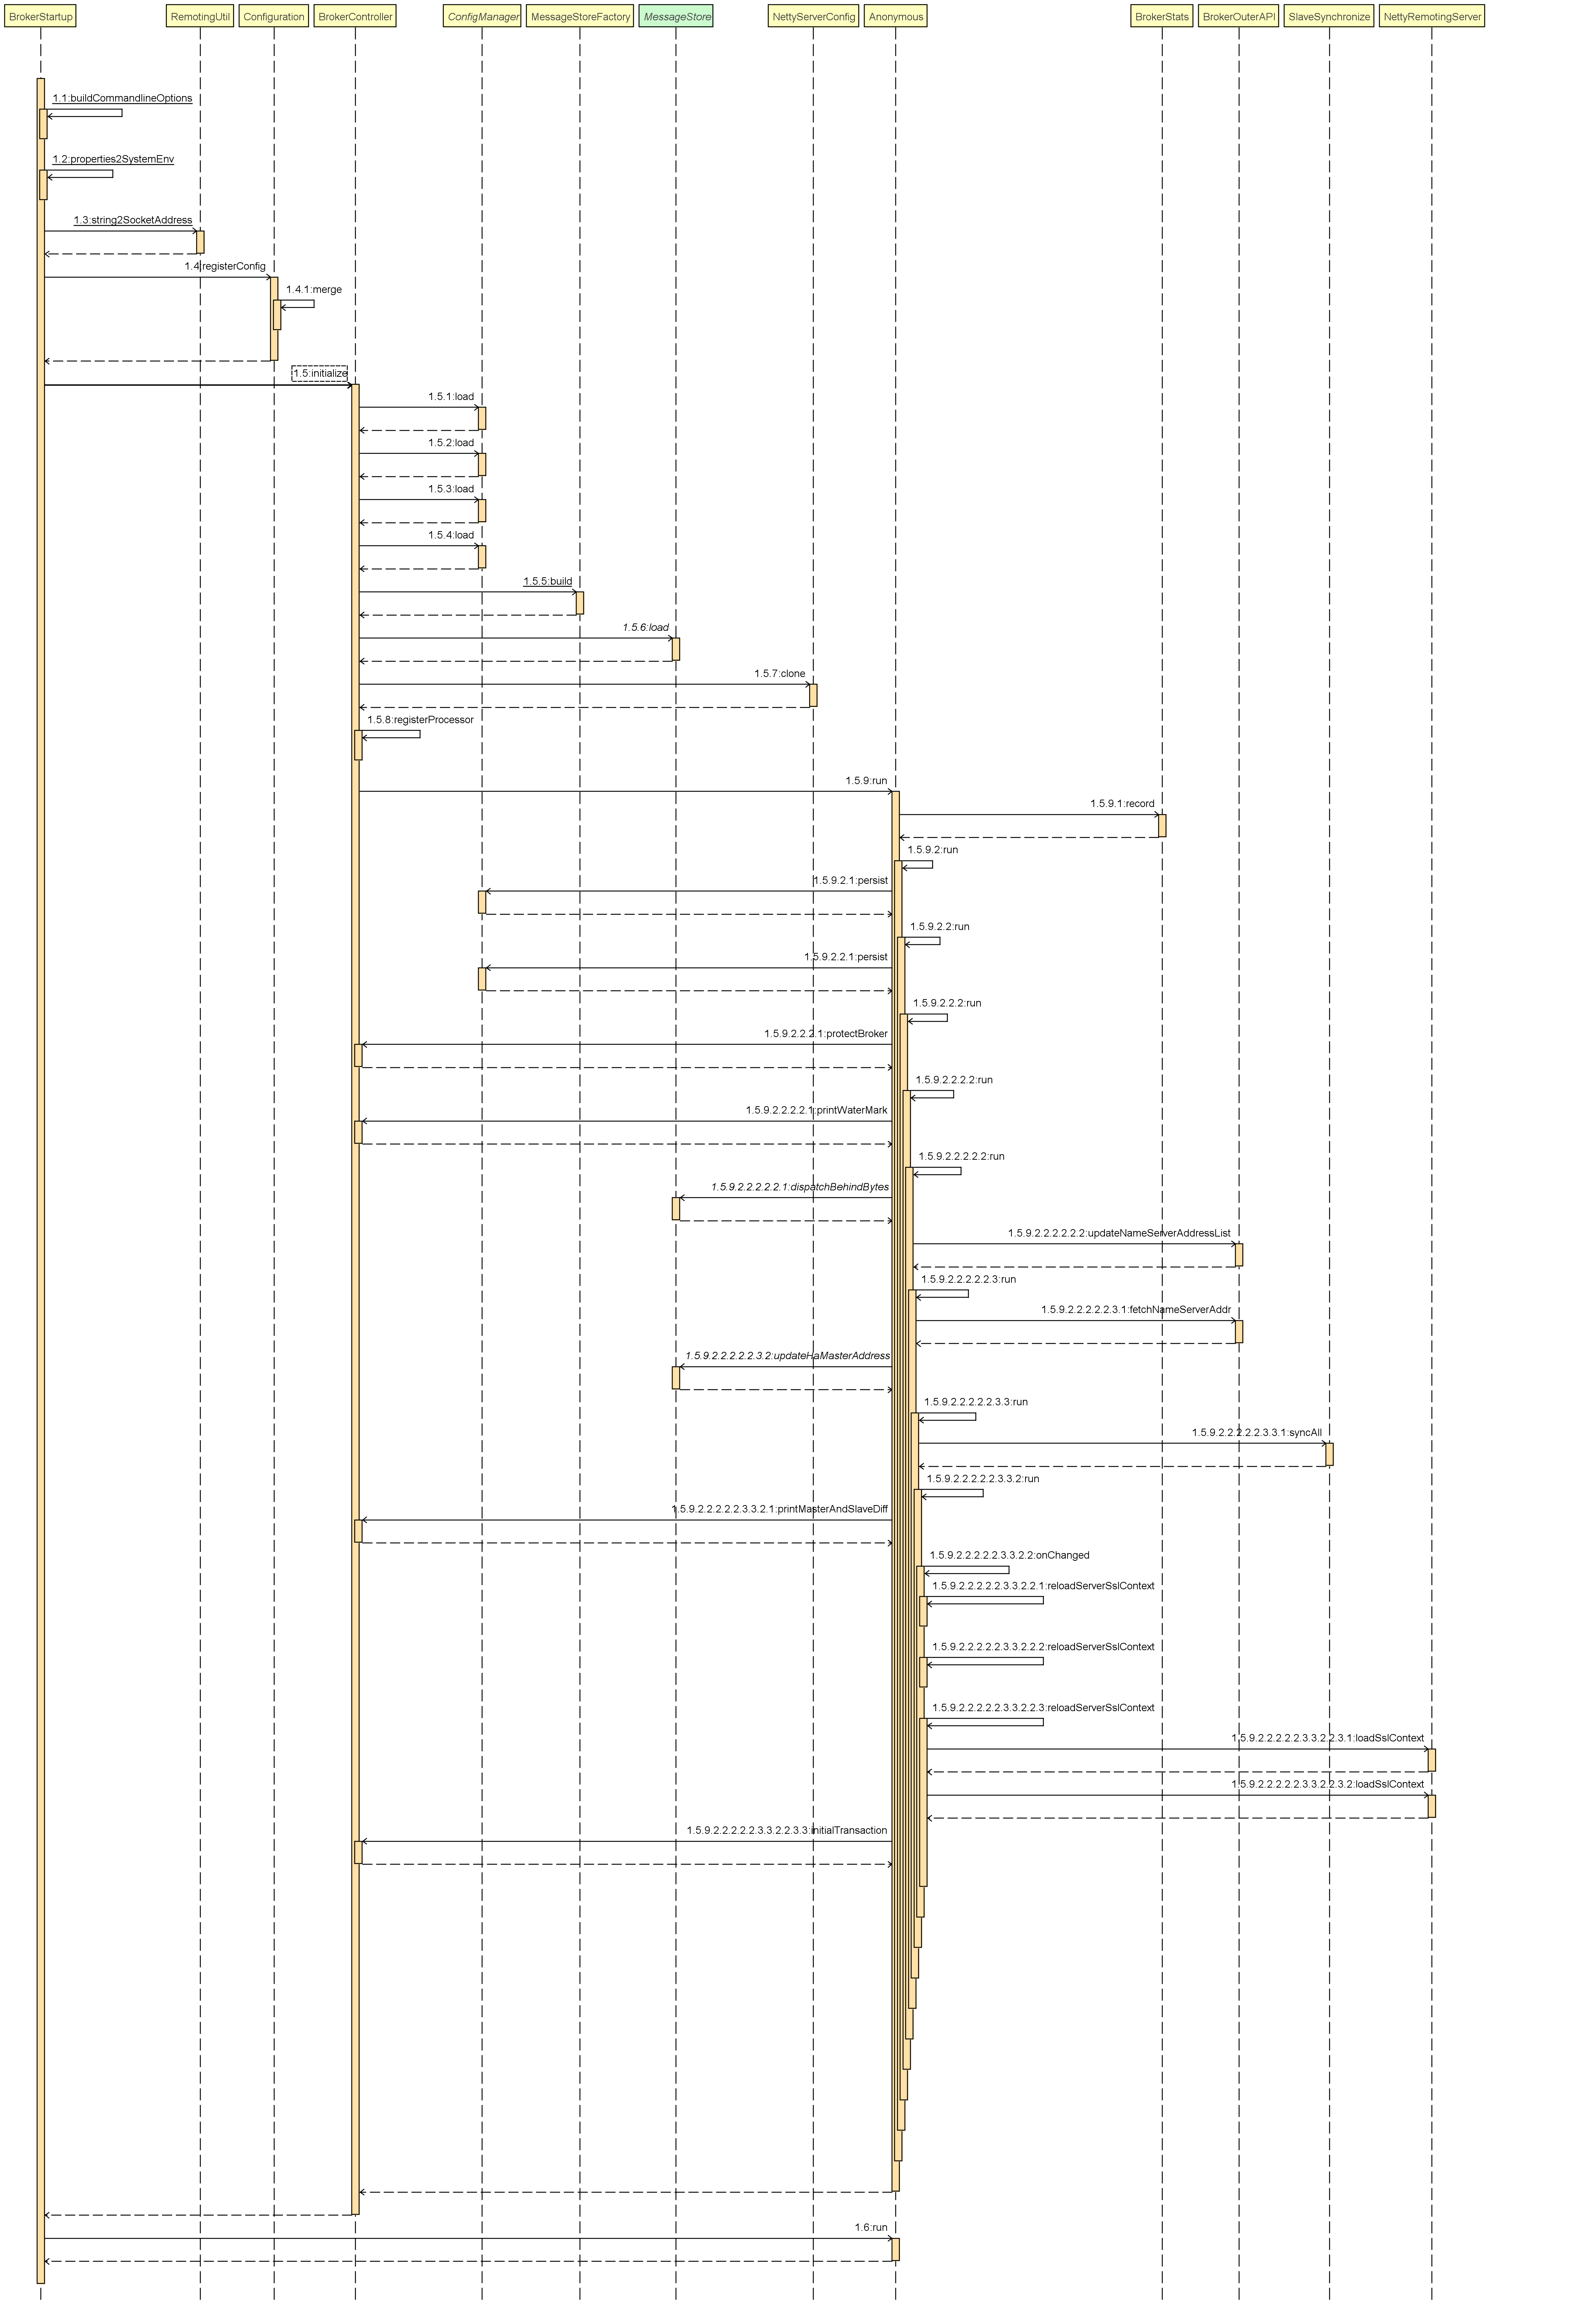 BrokerStartup
RemotingUtil
Configuration
BrokerController
ConfigManager
MessageStoreFactory
MessageStore
NettyServerConfig
Anonymous
BrokerStats
BrokerOuterAPI
SlaveSynchronize
NettyRemotingServer
1.1:buildCommandlineOptions
1.2:properties2SystemEnv
1.3:string2SocketAddress
1.4:registerConfig
1.4.1:merge
1.5:initialize
1.5.1:load
1.5.2:load
1.5.3:load
1.5.4:load
1.5.5:build
1.5.6:load
1.5.7:clone
1.5.8:registerProcessor
1.5.9:run
1.5.9.1:record
1.5.9.2:run
1.5.9.2.1:persist
1.5.9.2.2:run
1.5.9.2.2.1:persist
1.5.9.2.2.2:run
1.5.9.2.2.2.1:protectBroker
1.5.9.2.2.2.2:run
1.5.9.2.2.2.2.1:printWaterMark
1.5.9.2.2.2.2.2:run
1.5.9.2.2.2.2.2.1:dispatchBehindBytes
1.5.9.2.2.2.2.2.2:updateNameServerAddressList
1.5.9.2.2.2.2.2.3:run
1.5.9.2.2.2.2.2.3.1:fetchNameServerAddr
1.5.9.2.2.2.2.2.3.2:updateHaMasterAddress
1.5.9.2.2.2.2.2.3.3:run
1.5.9.2.2.2.2.2.3.3.1:syncAll
1.5.9.2.2.2.2.2.3.3.2:run
1.5.9.2.2.2.2.2.3.3.2.1:printMasterAndSlaveDiff
1.5.9.2.2.2.2.2.3.3.2.2:onChanged
1.5.9.2.2.2.2.2.3.3.2.2.1:reloadServerSslContext
1.5.9.2.2.2.2.2.3.3.2.2.2:reloadServerSslContext
1.5.9.2.2.2.2.2.3.3.2.2.3:reloadServerSslContext
1.5.9.2.2.2.2.2.3.3.2.2.3.1:loadSslContext
1.5.9.2.2.2.2.2.3.3.2.2.3.2:loadSslContext
1.5.9.2.2.2.2.2.3.3.2.2.3.3:initialTransaction
1.6:run